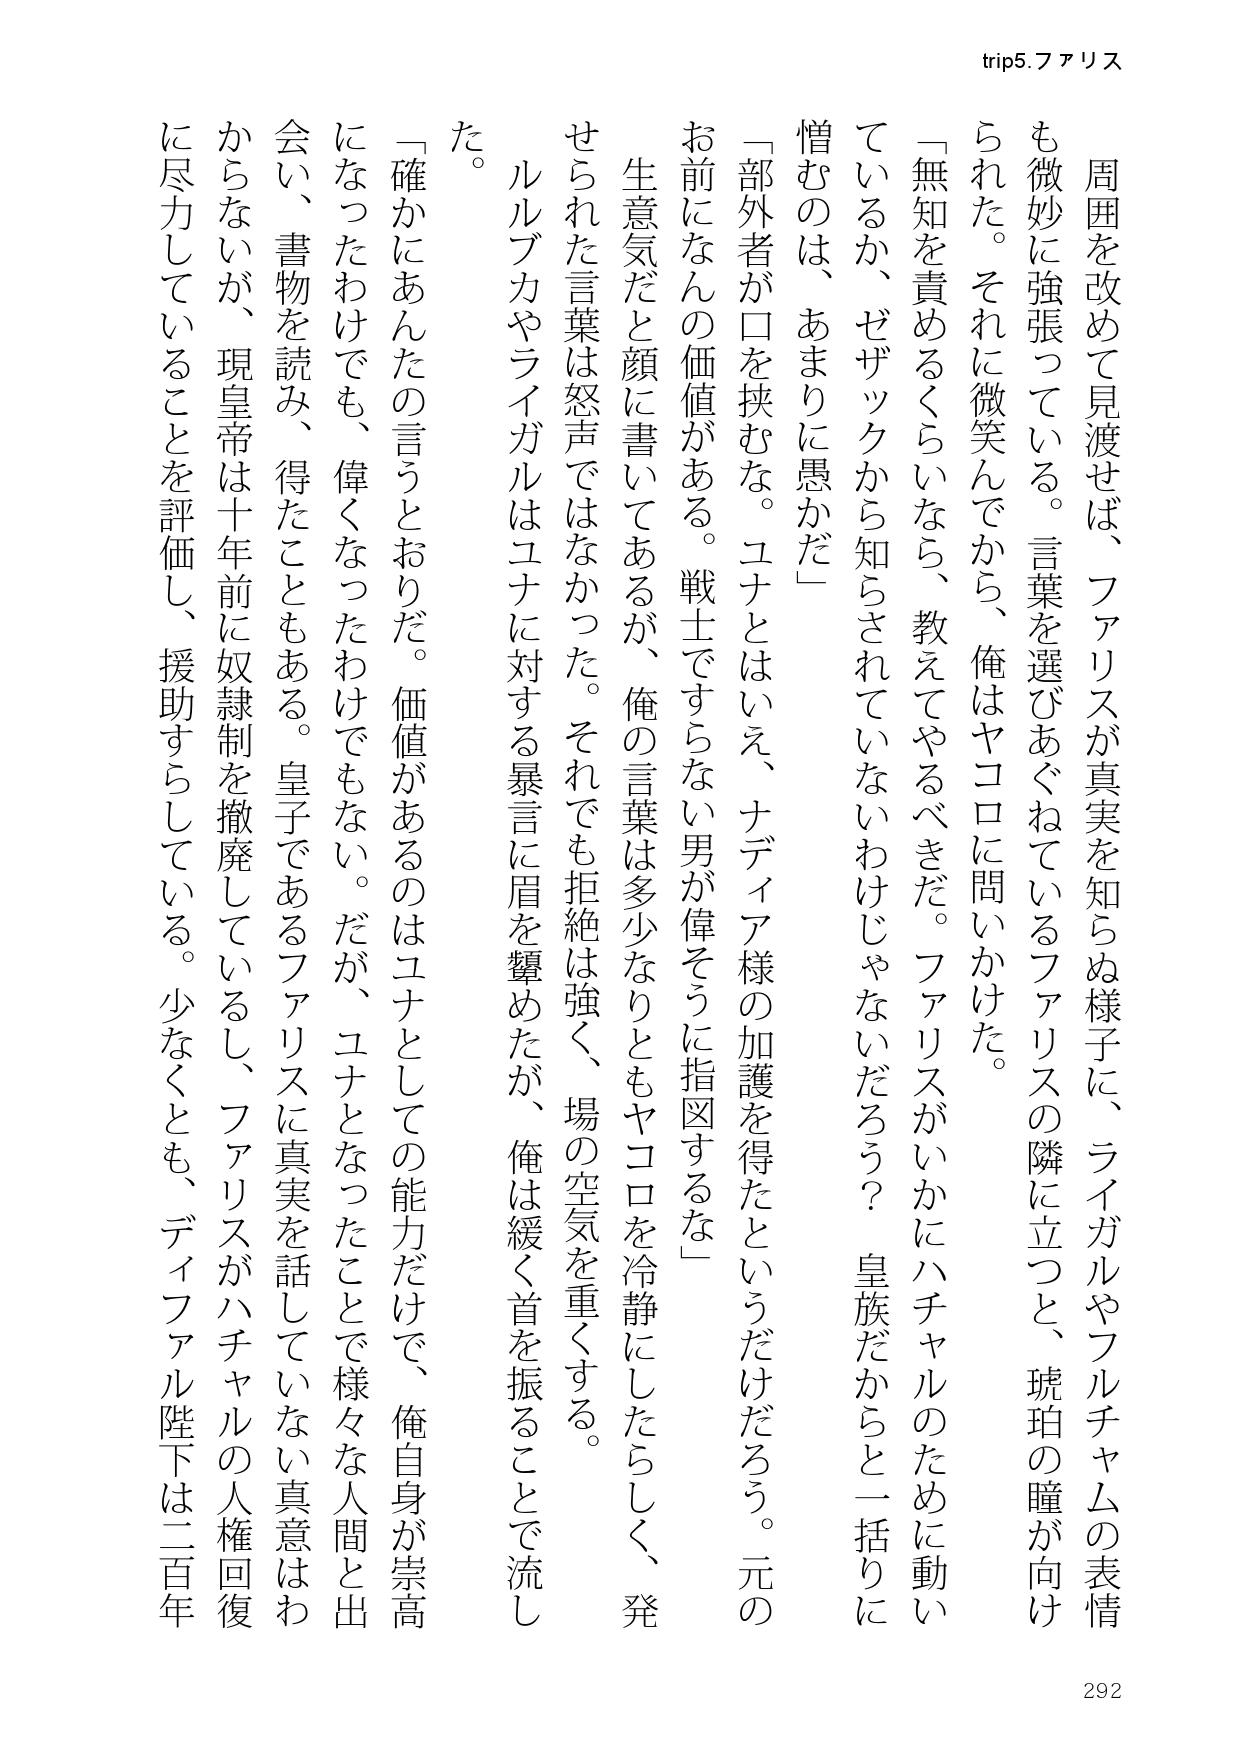 trip5.ファリス
周囲を改めて見渡せば、ファリスが真実を知らぬ様子に、ライガルやフルチャムの表情
も微妙に強張っている。言葉を選びあぐねているファリスの隣に立つと、琥珀の瞳が向け
られた。それに微笑んでから、俺はヤコロに問いかけた。
「無知を責めるくらいなら、教えてやるべきだ。ファリスがいかにハチャルのために動い
ているか、ゼザックから知らされていないわけじゃないだろう？　皇族だからと一括りに
憎むのは、あまりに愚かだ」
「部外者が口を挟むな。ユナとはいえ、ナディア様の加護を得たというだけだろう。元の
お前になんの価値がある。戦士ですらない男が偉そうに指図するな」
生意気だと顔に書いてあるが、俺の言葉は多少なりともヤコロを冷静にしたらしく、発
せられた言葉は怒声ではなかった。それでも拒絶は強く、場の空気を重くする。
ルルブカやライガルはユナに対する暴言に眉を顰めたが、俺は緩く首を振ることで流し
た。
「確かにあんたの言うとおりだ。価値があるのはユナとしての能力だけで、俺自身が崇高
になったわけでも、偉くなったわけでもない。だが、ユナとなったことで様々な人間と出
会い、書物を読み、得たこともある。皇子であるファリスに真実を話していない真意はわ
からないが、現皇帝は十年前に奴隷制を撤廃しているし、ファリスがハチャルの人権回復
に尽力していることを評価し、援助すらしている。少なくとも、ディファル陛下は二百年
292